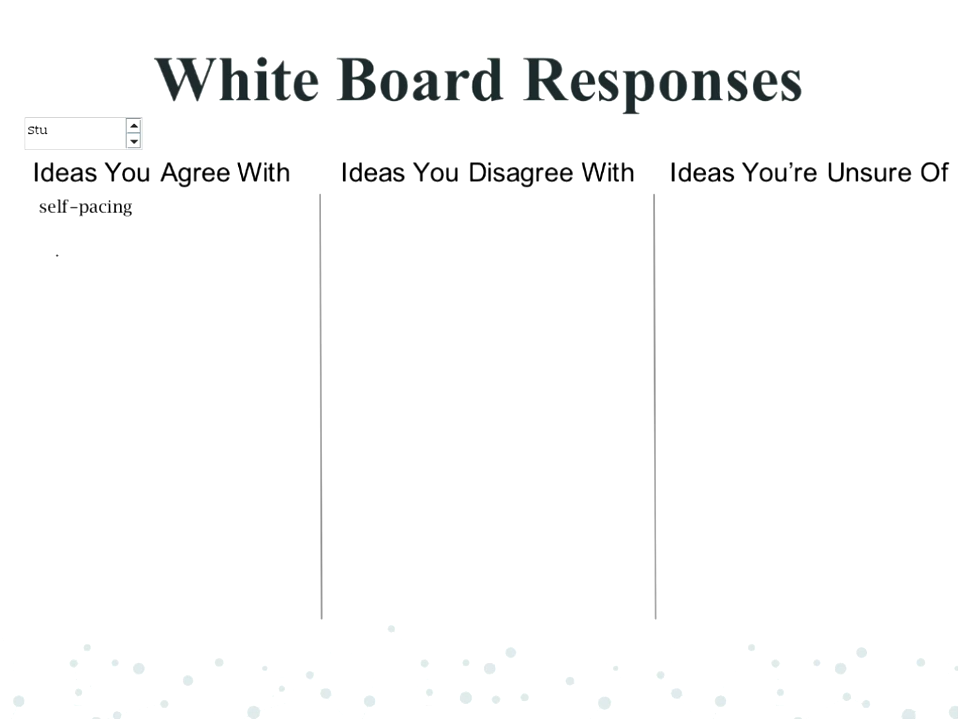 White Board Responses
Stu
Ideas You Agree With
Ideas You Disagree With
Ideas You’re Unsure Of
self-pacing
.